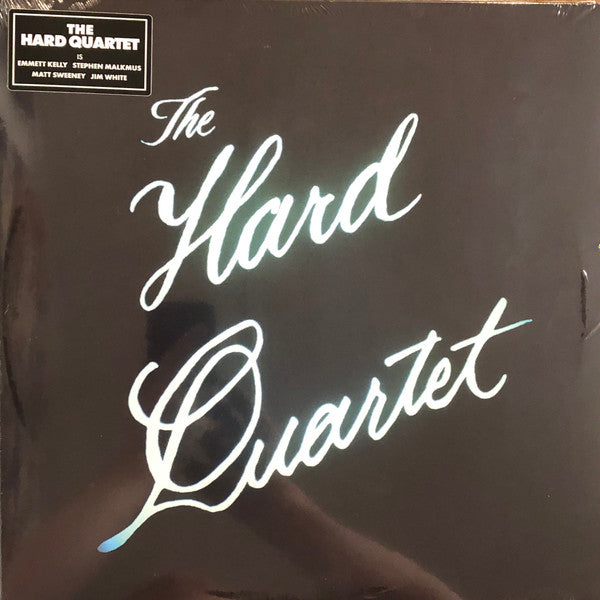 THE
HARD QUARTET
IS
EMMETT KELLY STEPHEN MALKMUS
MATT SWEENEY JIM WHITE
The
Hard
Quartet